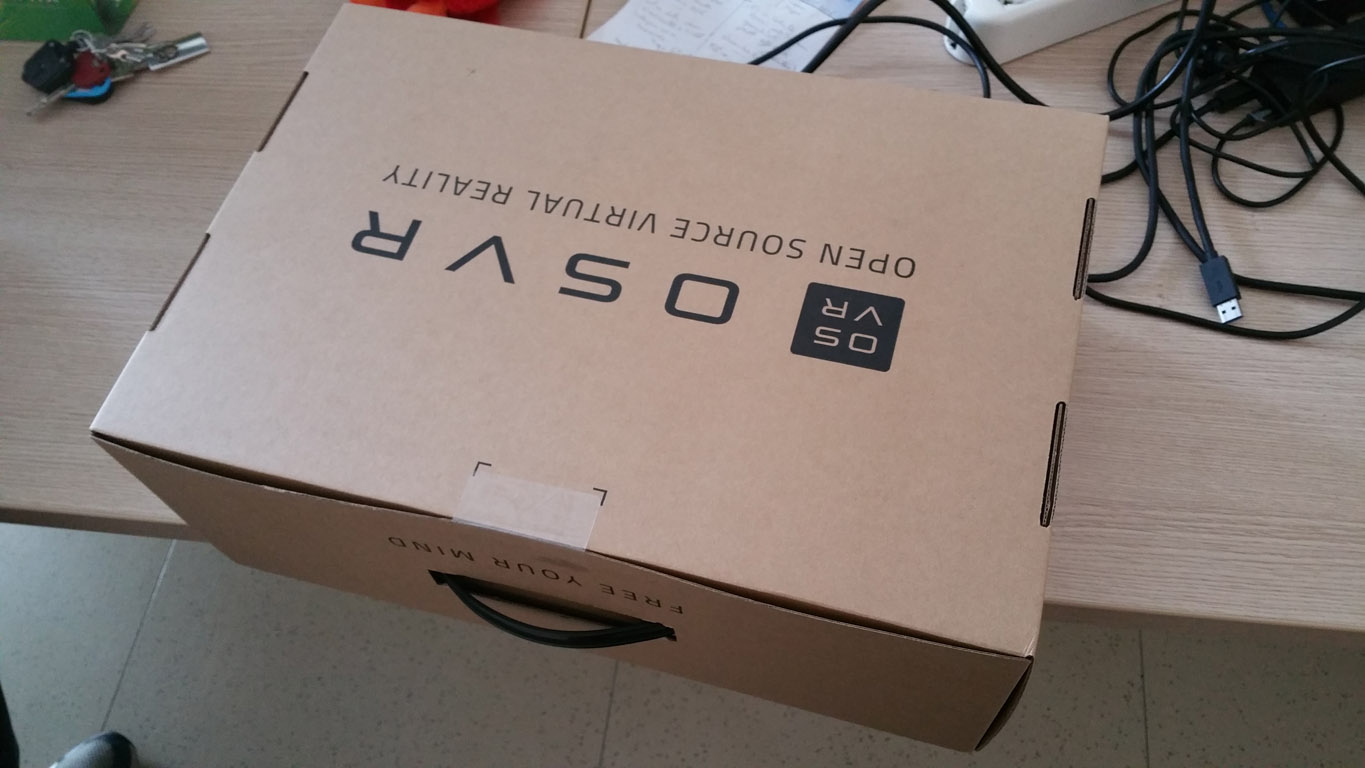 OS
VR
OSVR
OPEN SOURCE VIRTUAL REALITY
FREE YOUR MIND